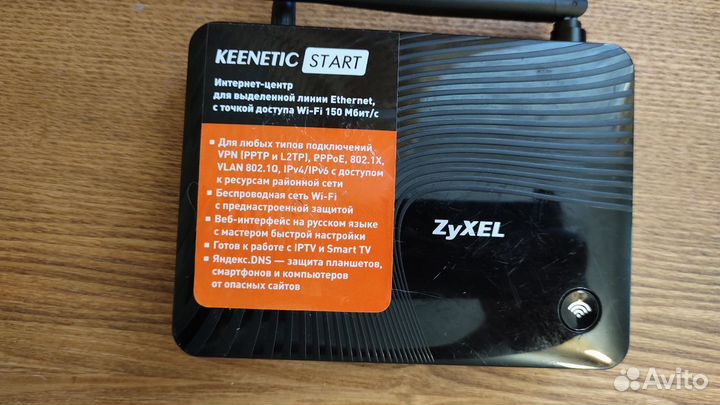 KEENETIC START
Интернет-центр
для выделенной линии Ethernet,
с точкой доступа Wi-Fi 150 Мбит/с
Для любых типов подключений
VPN (PPTP и L2TP), PPPoE, 802.1X,
VLAN 802.1Q, IPv4/IPv6 с доступом
к ресурсам районной сети
Беспроводная сеть Wi-Fi
с преднастроенной защитой
Веб-интерфейс на русском языке
с мастером быстрой настройки
Готов к работе с IPTV и Smart TV
Яндекс.DNS — защита планшетов,
смартфонов и компьютеров
от опасных сайтов
ZyXEL
Avito